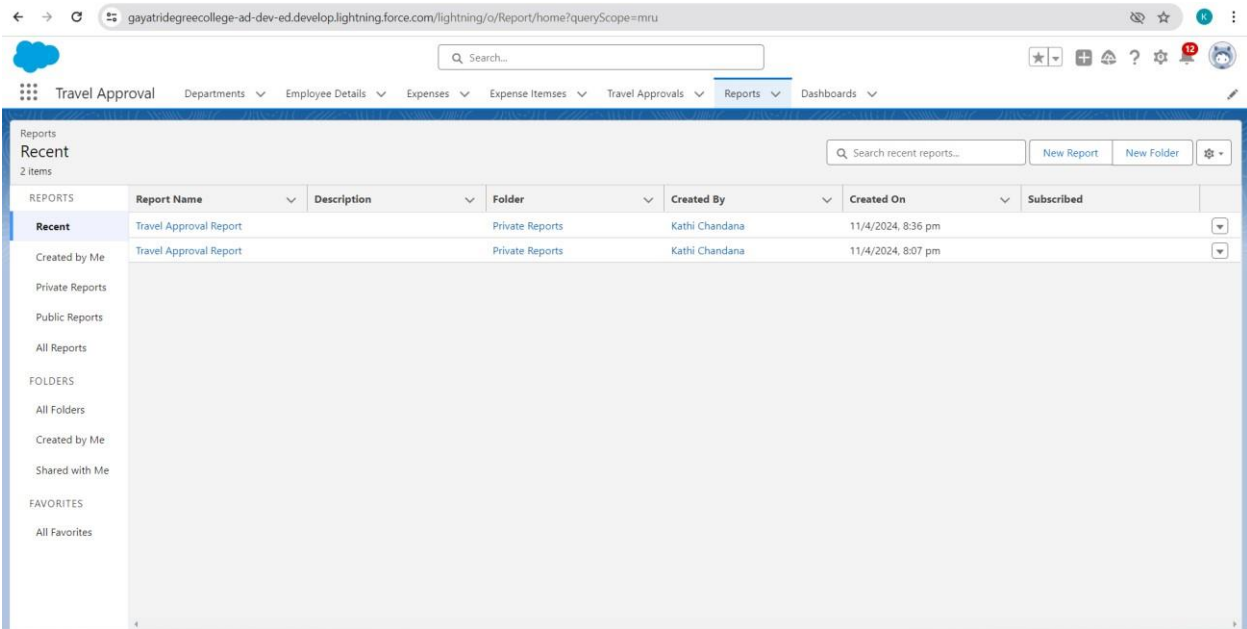 gayatridegreecollege-ad-dev-ed.develop.lightning.force.com/lightning/o/Report/home?queryScope=mru
K
Search...
12
Travel Approval Departments Employee Details Expenses Expense Itemses Travel Approvals Reports Dashboards
Reports
Recent
2 items
Search recent reports...
New Report
New Folder
REPORTS
Report Name Description Folder Created By Created On Subscribed
Recent
Travel Approval Report Private Reports Kathi Chandana 11/4/2024, 8:36 pm
Travel Approval Report Private Reports Kathi Chandana 11/4/2024, 8:07 pm
Created by Me
Private Reports
Public Reports
All Reports
FOLDERS
All Folders
Created by Me
Shared with Me
FAVORITES
All Favorites